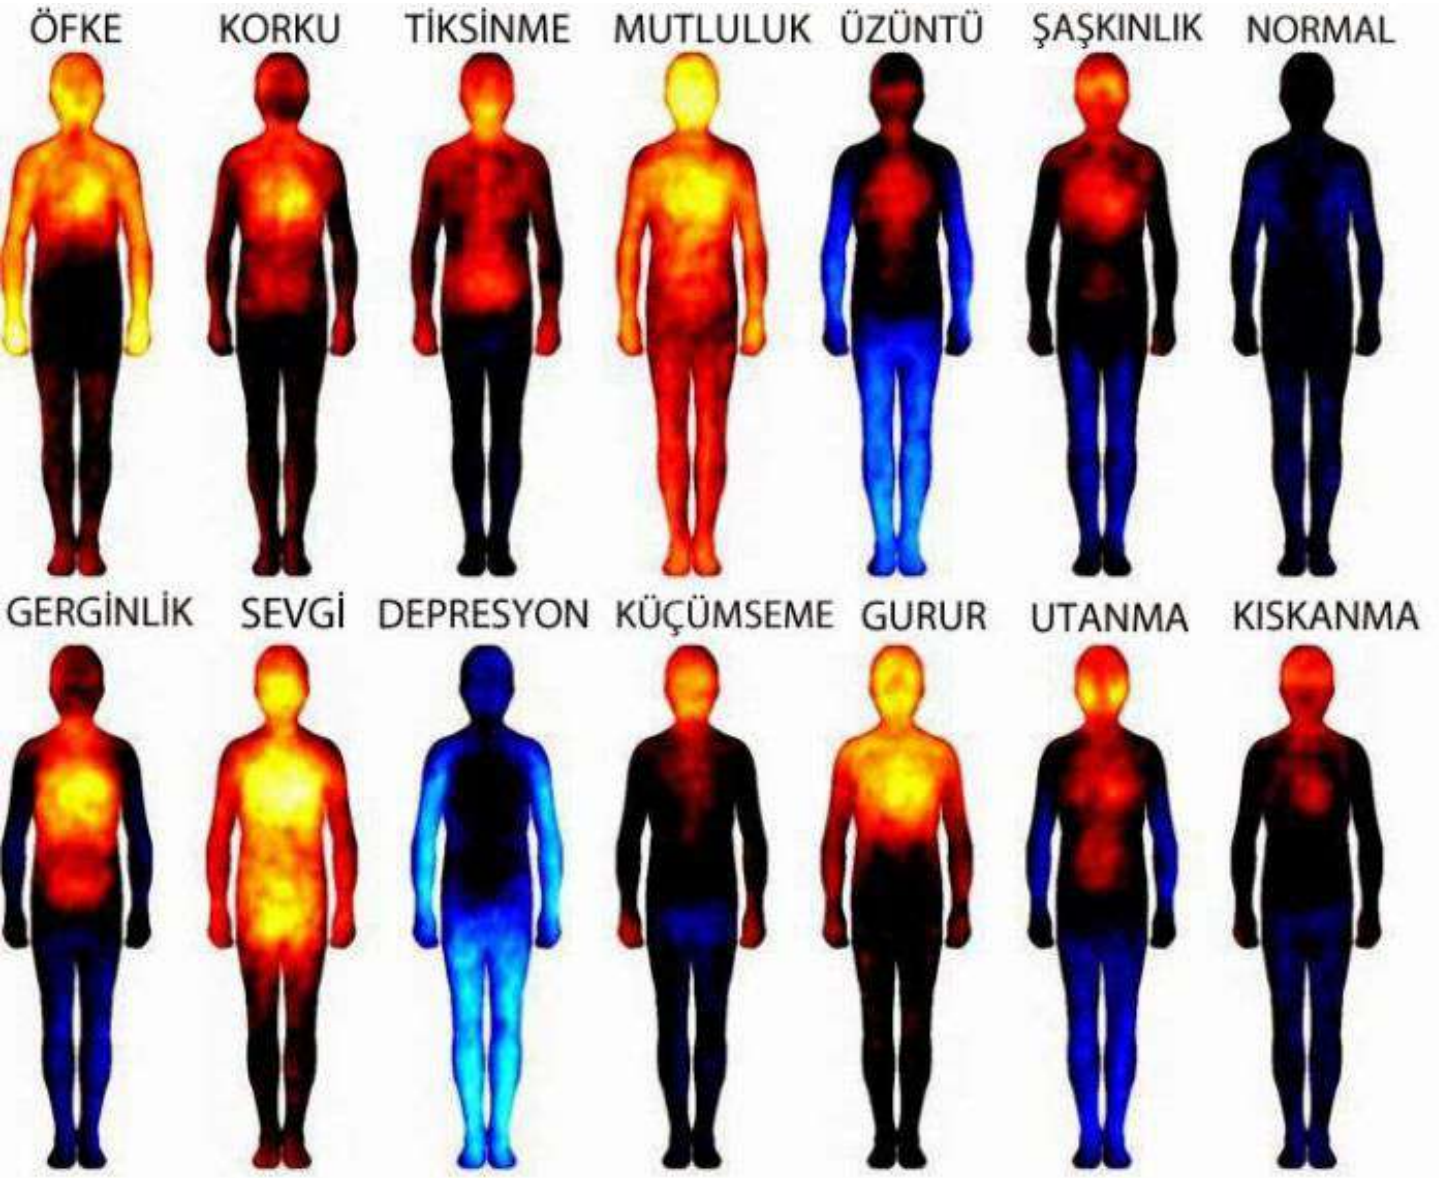 ÖFKE KORKU TİKSİNME MUTLULUK ÜZÜNTÜ ŞAŞKINLIK NORMAL
GERGİNLİK SEVGİ DEPRESYON KÜÇÜMSEME GURUR UTANMA KISKANMA